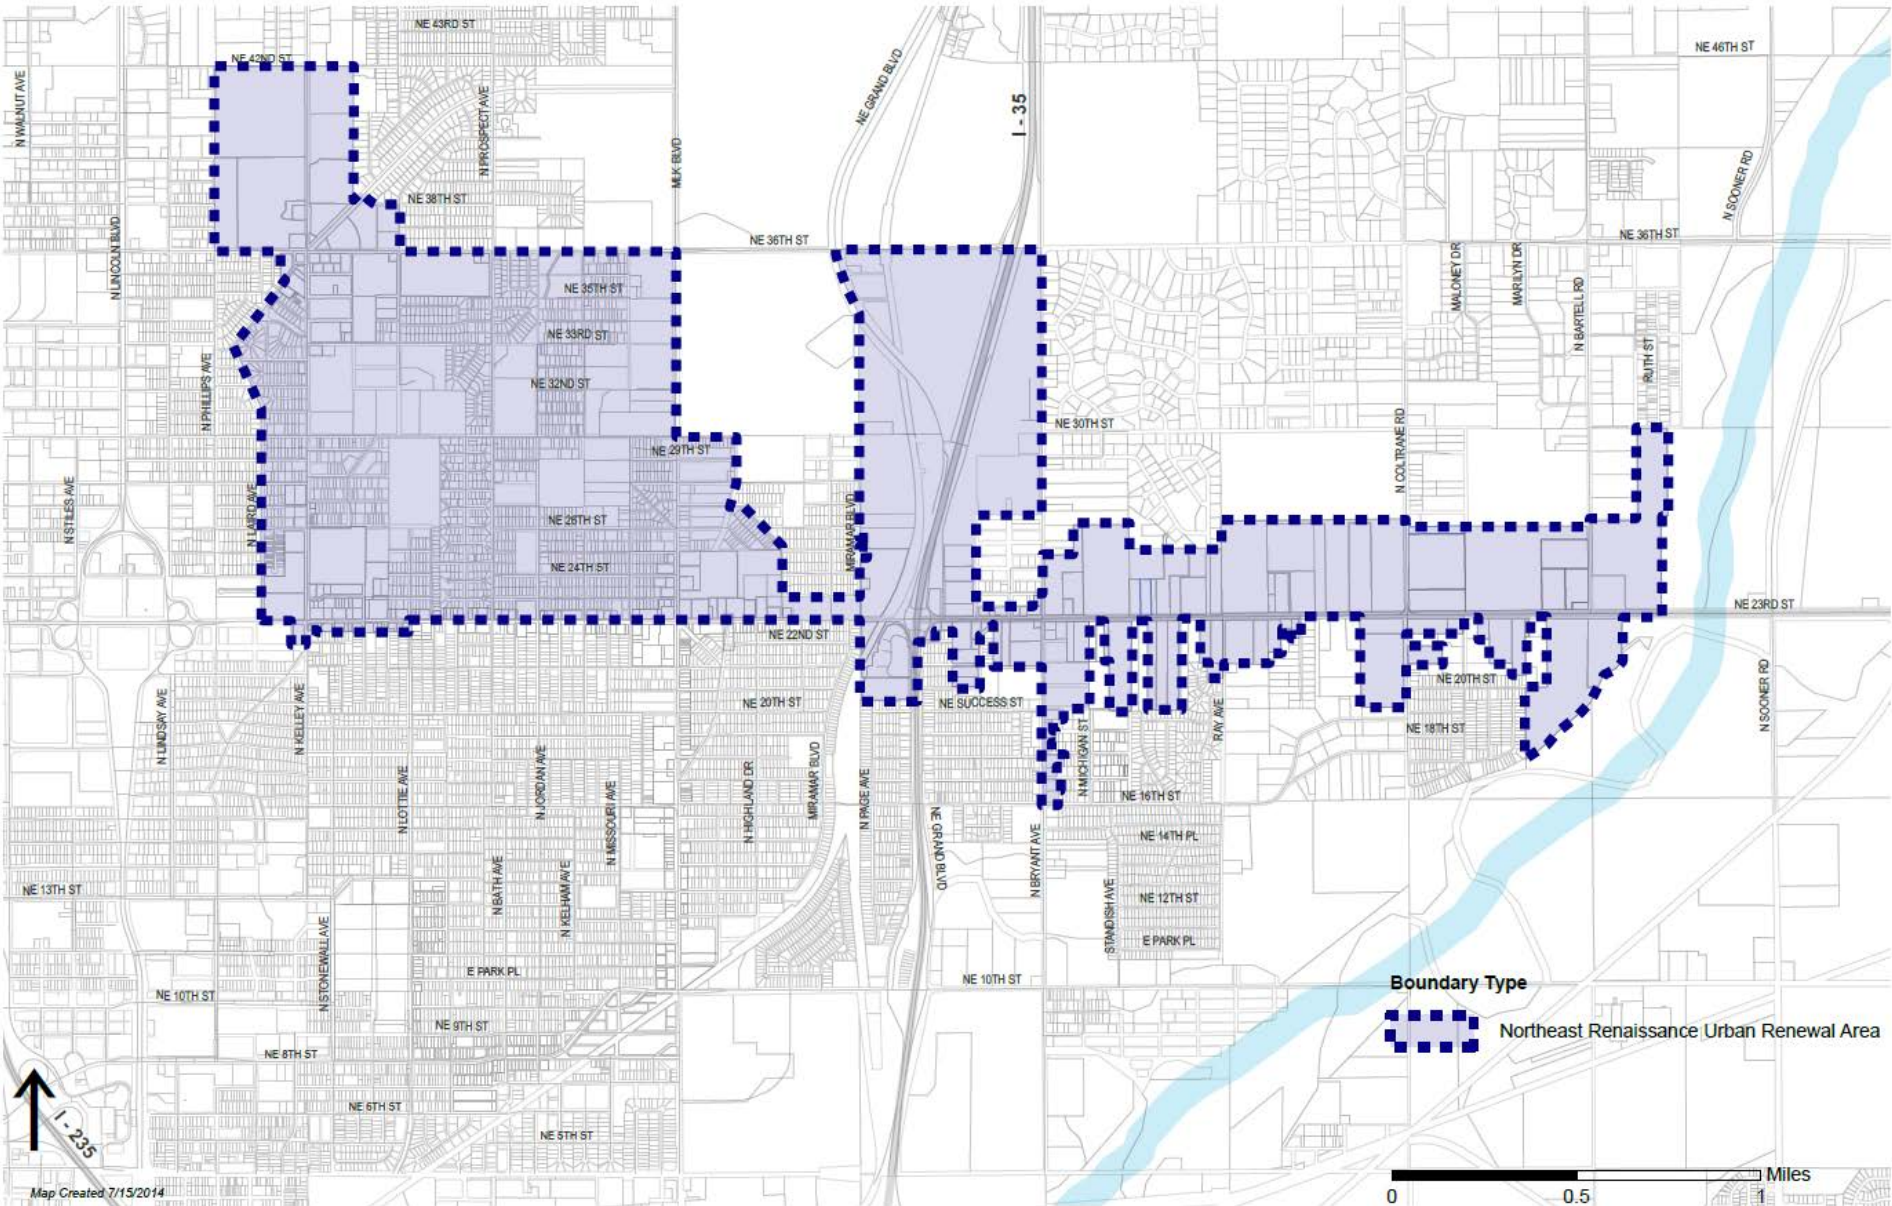 NE 43RD ST
NE 46TH ST
NE 42ND ST
N WALNUT AVE
N PROSPECT AVE
NE GRAND BLVD
I - 35
MLK BLVD
N SOONER RD
NE 38TH ST
N LINCOLN BLVD
NE 36TH ST
NE 36TH ST
MALONEY DR
MARILYN DR
N BARTELL RD
NE 35TH ST
NE 33RD ST
RUTH ST
N PHILLIPS AVE
NE 32ND ST
NE 30TH ST
N COLTRANE RD
NE 29TH ST
N STILES AVE
N LAIRD AVE
NE 26TH ST
MIRAMAR BLVD
NE 24TH ST
NE 23RD ST
NE 22ND ST
NE 20TH ST
N LINDSAY AVE
N KELLEY AVE
NE 20TH ST
NE SUCCESS ST
N SOONER RD
RAY AVE
NE 18TH ST
N MICHIGAN ST
N LOTTIE AVE
N JORDAN AVE
N MISSOURI AVE
N HIGHLAND DR
MIRAMAR BLVD
N PAGE AVE
NE 16TH ST
NE GRAND BLVD
N BRYANT AVE
NE 14TH PL
NE 13TH ST
N BATH AVE
N KELHAM AVE
NE 12TH ST
STANDISH AVE
E PARK PL
N STONEWALL AVE
E PARK PL
NE 10TH ST
NE 10TH ST
Boundary Type
NE 9TH ST
Northeast Renaissance Urban Renewal Area
NE 8TH ST
NE 6TH ST
I - 235
NE 5TH ST
Miles
Map Created 7/15/2014
0 0.5 1